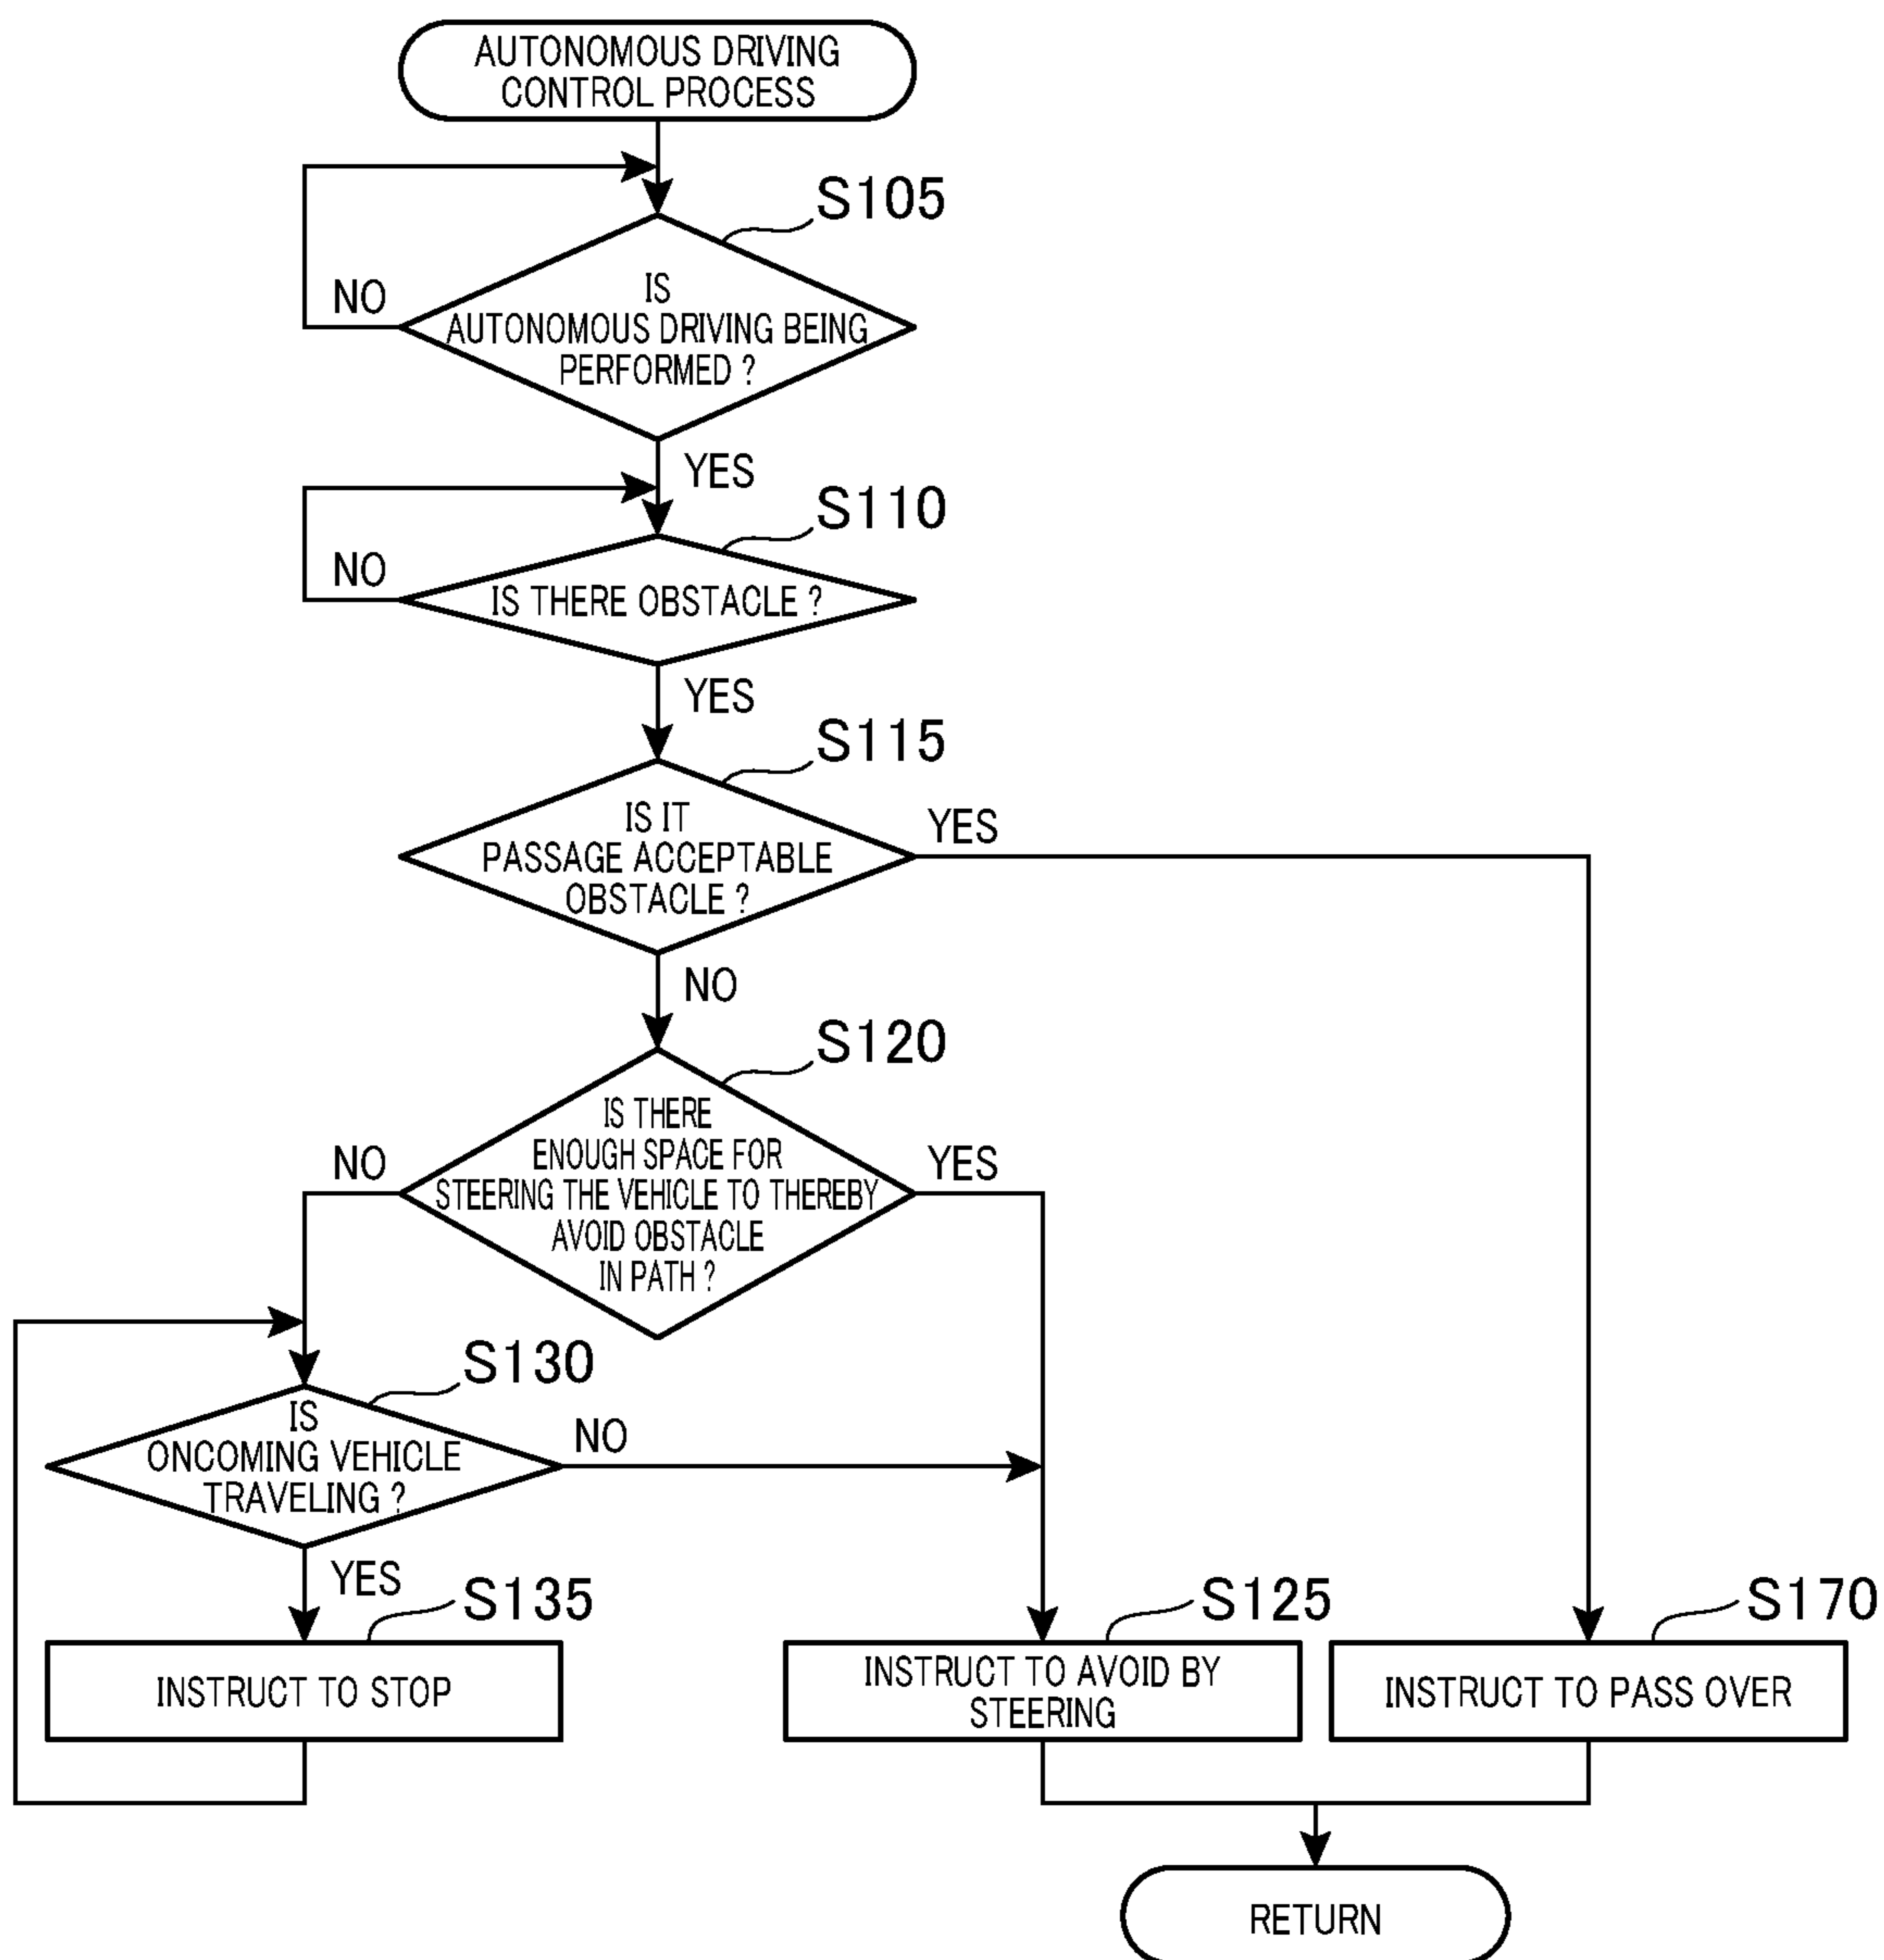 AUTONOMOUS DRIVING
CONTROL PROCESS
S105
IS
AUTONOMOUS DRIVING BEING
PERFORMED ?
NO
YES
S110
IS THERE OBSTACLE ?
NO
YES
S115
IS IT
PASSAGE ACCEPTABLE
OBSTACLE ?
YES
NO
S120
IS THERE
ENOUGH SPACE FOR
STEERING THE VEHICLE TO THEREBY
AVOID OBSTACLE
IN PATH ?
NO
YES
S130
IS
ONCOMING VEHICLE
TRAVELING ?
NO
YES
S135
INSTRUCT TO STOP
S125
INSTRUCT TO AVOID BY
STEERING
S170
INSTRUCT TO PASS OVER
RETURN